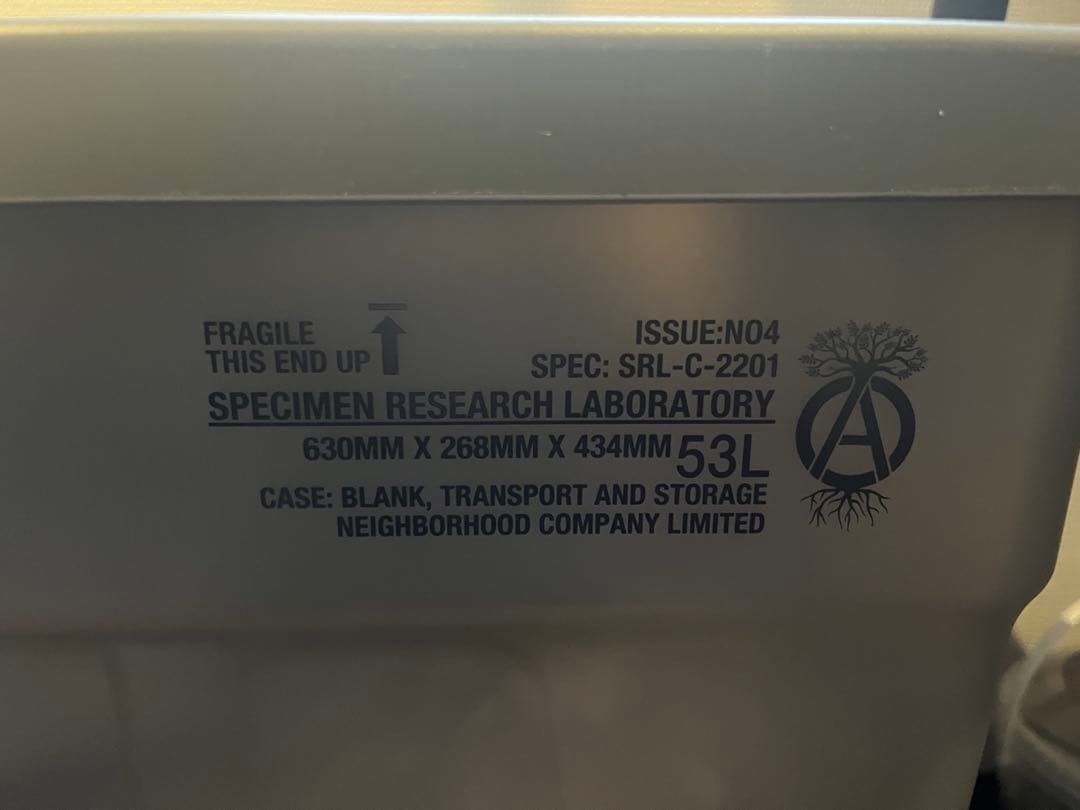 FRAGILE
THIS END UP
ISSUE:NO4
SPEC: SRL-C-2201
SPECIMEN RESEARCH LABORATORY
630MM X 268MM X 434MM 53L
CASE: BLANK, TRANSPORT AND STORAGE
NEIGHBORHOOD COMPANY LIMITED
A